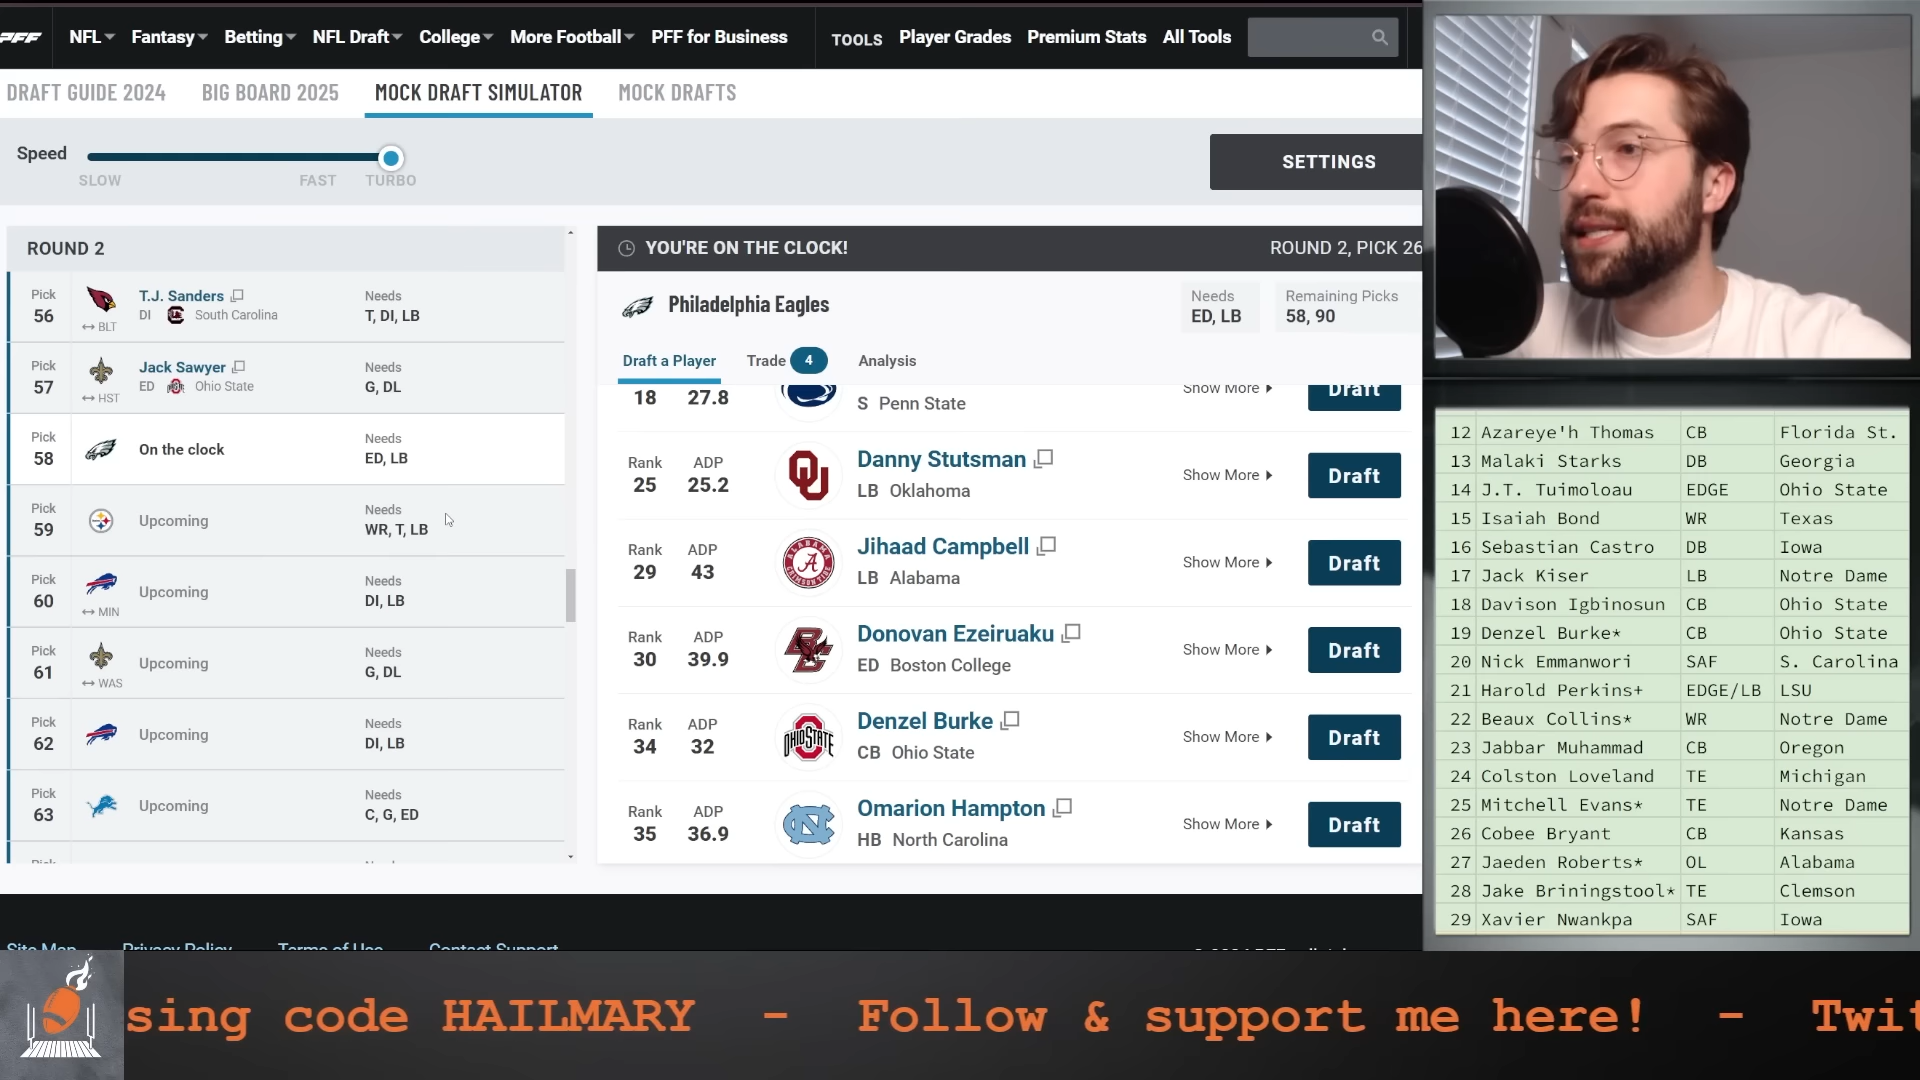 PFF NFL Fantasy Betting NFL Draft College More Football PFF for Business TOOLS Player Grades Premium Stats All Tools
DRAFT GUIDE 2024 BIG BOARD 2025 MOCK DRAFT SIMULATOR MOCK DRAFTS
Speed
SLOW FAST TURBO
SETTINGS
ROUND 2
Pick 56
BLT
T.J. Sanders
DI South Carolina
Needs
T, DI, LB
Pick 57
HST
Jack Sawyer
ED Ohio State
Needs
G, DL
Pick 58
On the clock
Needs
ED, LB
Pick 59
Upcoming
Needs
WR, T, LB
Pick 60
MIN
Upcoming
Needs
DI, LB
Pick 61
WAS
Upcoming
Needs
G, DL
Pick 62
Upcoming
Needs
DI, LB
Pick 63
Upcoming
Needs
C, G, ED
YOU'RE ON THE CLOCK! ROUND 2, PICK 26
Philadelphia Eagles
Needs
ED, LB
Remaining Picks
58, 90
Draft a Player Trade 4 Analysis
18 27.8 S Penn State Show More Draft
Rank 25 ADP 25.2 Danny Stutsman
LB Oklahoma
Show More Draft
Rank 29 ADP 43 Jihaad Campbell
LB Alabama
Show More Draft
Rank 30 ADP 39.9 Donovan Ezeiruaku
ED Boston College
Show More Draft
Rank 34 ADP 32 Denzel Burke
CB Ohio State
Show More Draft
Rank 35 ADP 36.9 Omarion Hampton
HB North Carolina
Show More Draft
Site Map Privacy Policy Terms of Use Contact Support
12 Azareye'h Thomas CB Florida St.
13 Malaki Starks DB Georgia
14 J.T. Tuimoloau EDGE Ohio State
15 Isaiah Bond WR Texas
16 Sebastian Castro DB Iowa
17 Jack Kiser LB Notre Dame
18 Davison Igbinosun CB Ohio State
19 Denzel Burke* CB Ohio State
20 Nick Emmanwori SAF S. Carolina
21 Harold Perkins+ EDGE/LB LSU
22 Beaux Collins* WR Notre Dame
23 Jabbar Muhammad CB Oregon
24 Colston Loveland TE Michigan
25 Mitchell Evans* TE Notre Dame
26 Cobee Bryant CB Kansas
27 Jaeden Roberts* OL Alabama
28 Jake Briningstool* TE Clemson
29 Xavier Nwankpa SAF Iowa
sing code HAILMARY - Follow & support me here! - Twit